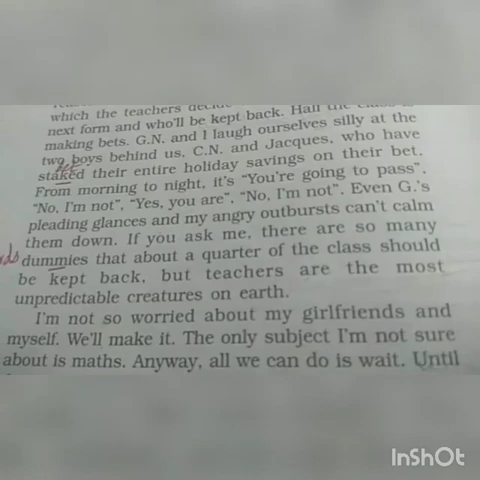 which the teachers
next form and who'll be kept back. Half the class is
making bets. G.N. and I laugh ourselves silly at the
two boys behind us, C.N. and Jacques, who have
staked their entire holiday savings on their bet.
From morning to night, it's “You're going to pass”,
“No, I'm not”, “Yes, you are”, “No, I'm not”. Even G.'s
pleading glances and my angry outbursts can't calm
them down. If you ask me, there are so many
dummies that about a quarter of the class should
be kept back, but teachers are the most
unpredictable creatures on earth.
I'm not so worried about my girlfriends and
myself. We'll make it. The only subject I'm not sure
about is maths. Anyway, all we can do is wait. Until
InShOt